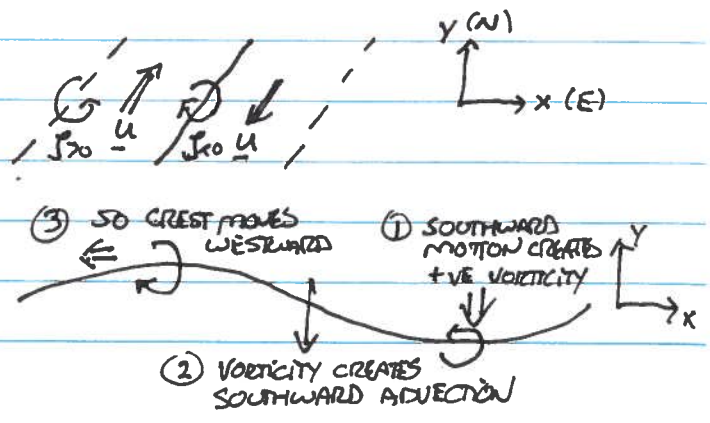 y (N)
x (E)
ζ>0 u ζ<0 u
③ SO CREST MOVES
WESTWARD
① SOUTHWARD
MOTION CREATES
+VE VORTICITY
y
x
② VORTICITY CREATES
SOUTHWARD ADVECTION